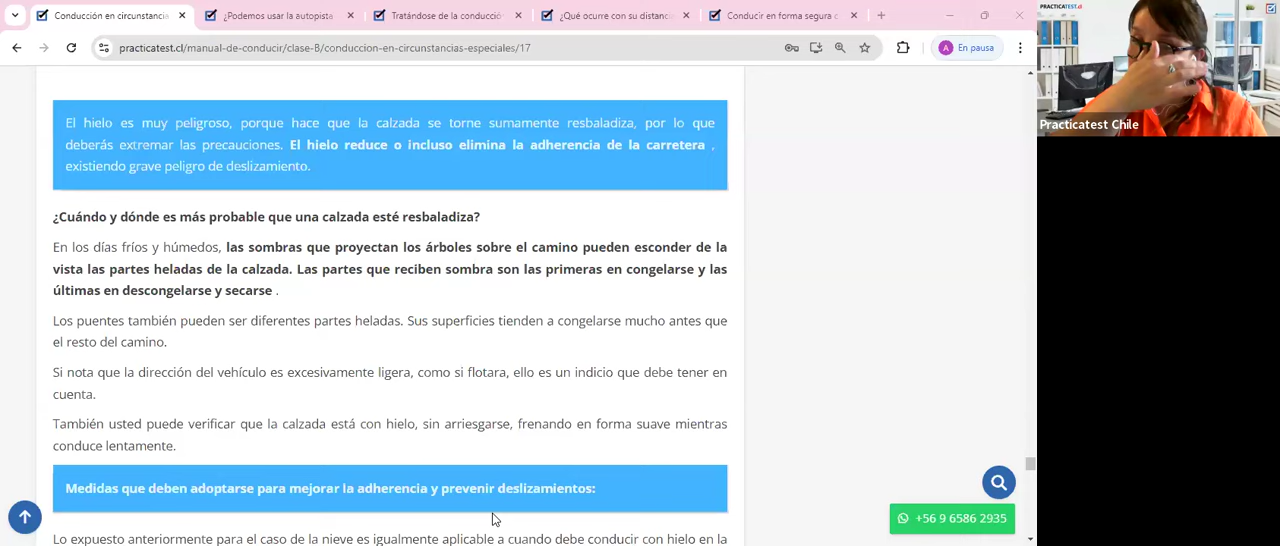 Conducción en circunstancia
¿Podemos usar la autopista
Tratándose de la conducció
¿Qué ocurre con su distanc
Conducir en forma segura c
practicatest.cl/manual-de-conducir/clase-B/conduccion-en-circunstancias-especiales/17
A En pausa
PRACTICATEST.cl
Practicatest Chile
El hielo es muy peligroso, porque hace que la calzada se torne sumamente resbaladiza, por lo que
deberás extremar las precauciones. El hielo reduce o incluso elimina la adherencia de la carretera ,
existiendo grave peligro de deslizamiento.
¿Cuándo y dónde es más probable que una calzada esté resbaladiza?
En los días fríos y húmedos, las sombras que proyectan los árboles sobre el camino pueden esconder de la
vista las partes heladas de la calzada. Las partes que reciben sombra son las primeras en congelarse y las
últimas en descongelarse y secarse .
Los puentes también pueden ser diferentes partes heladas. Sus superficies tienden a congelarse mucho antes que
el resto del camino.
Si nota que la dirección del vehículo es excesivamente ligera, como si flotara, ello es un indicio que debe tener en
cuenta.
También usted puede verificar que la calzada está con hielo, sin arriesgarse, frenando en forma suave mientras
conduce lentamente.
Medidas que deben adoptarse para mejorar la adherencia y prevenir deslizamientos:
+56 9 6586 2935
Lo expuesto anteriormente para el caso de la nieve es igualmente aplicable a cuando debe conducir con hielo en la